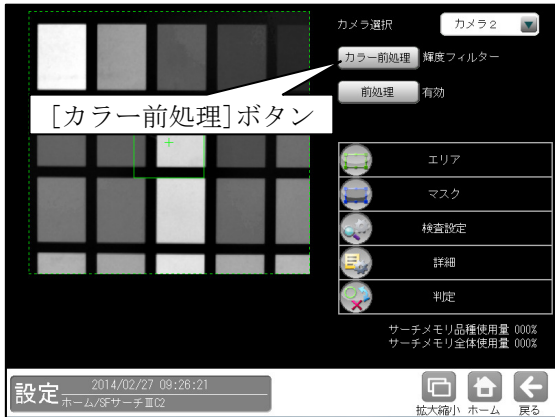 カメラ選択 カメラ2
カラー前処理 輝度フィルター
前処理 有効
[カラー前処理]ボタン
エリア
マスク
検査設定
詳細
判定
サーチメモリ品種使用量 000%
サーチメモリ全体使用量 000%
設定 2014/02/27 09:26:21
ホーム/SFサーチⅢC2
拡大縮小 ホーム 戻る